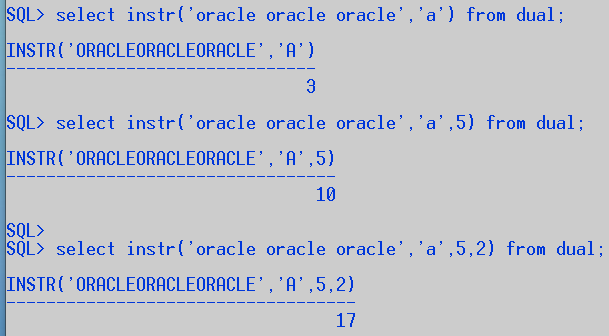 SQL> select instr('oracle oracle oracle','a') from dual;
INSTR('ORACLEORACLEORACLE','A')
-------------------------------
3
SQL> select instr('oracle oracle oracle','a',5) from dual;
INSTR('ORACLEORACLEORACLE','A',5)
---------------------------------
10
SQL>
SQL> select instr('oracle oracle oracle','a',5,2) from dual;
INSTR('ORACLEORACLEORACLE','A',5,2)
-----------------------------------
17